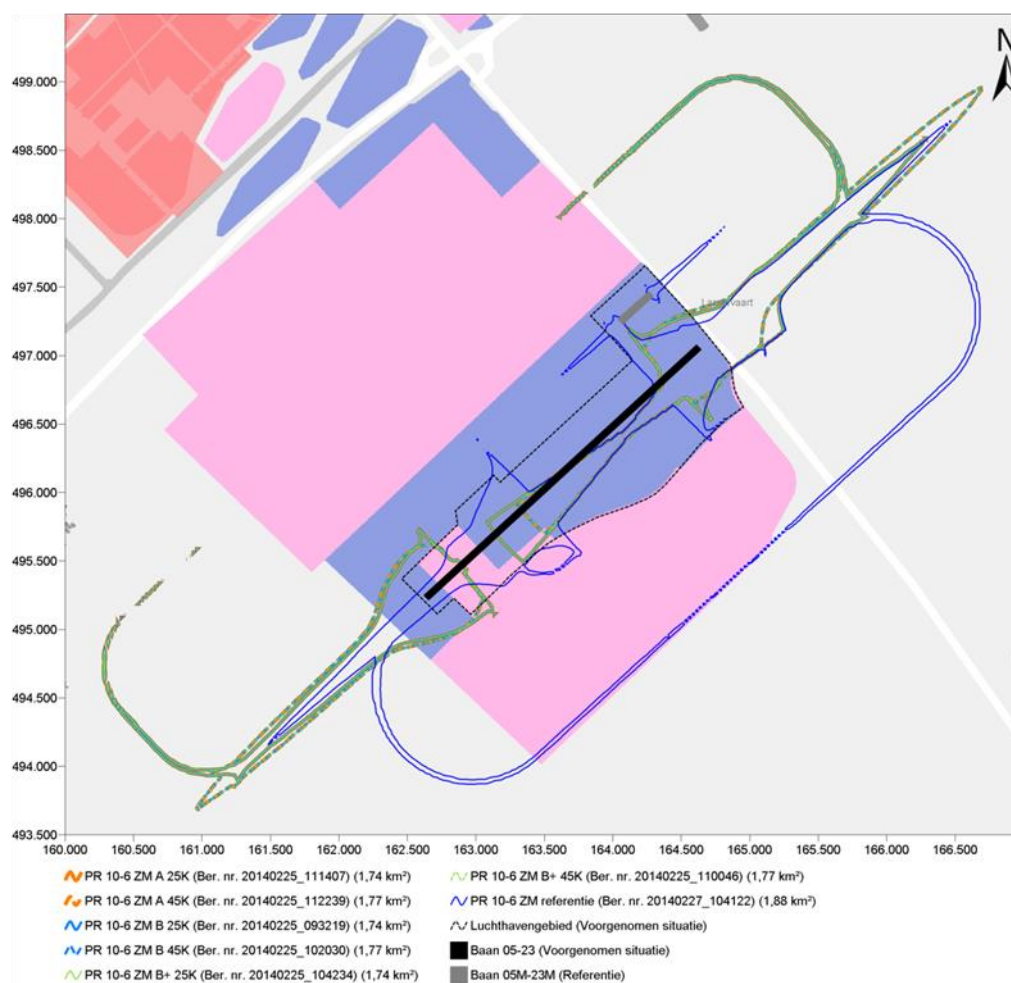 N
499.000
498.500
498.000
497.500
497.000
496.500
496.000
495.500
495.000
494.500
494.000
493.500
160.000 160.500 161.000 161.500 162.000 162.500 163.000 163.500 164.000 164.500 165.000 165.500 166.000 166.500
PR 10-6 ZM A 25K (Ber. nr. 20140225_111407) (1,74 km²)
PR 10-6 ZM A 45K (Ber. nr. 20140225_112239) (1,77 km²)
PR 10-6 ZM B 25K (Ber. nr. 20140225_093219) (1,74 km²)
PR 10-6 ZM B 45K (Ber. nr. 20140225_102030) (1,77 km²)
PR 10-6 ZM B+ 25K (Ber. nr. 20140225_104234) (1,74 km²)
PR 10-6 ZM B+ 45K (Ber. nr. 20140225_110046) (1,77 km²)
PR 10-6 ZM referentie (Ber. nr. 20140227_104122) (1,88 km²)
Luchthavengebied (Voorgenomen situatie)
Baan 05-23 (Voorgenomen situatie)
Baan 05M-23M (Referentie)